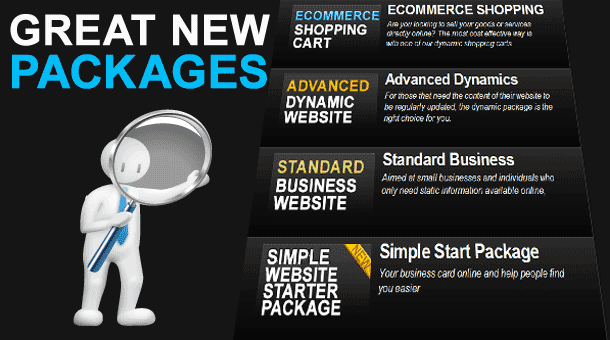 GREAT NEW
PACKAGES
ECOMMERCE
SHOPPING
CART
ECOMMERCE SHOPPING
Are you looking to sell your goods or services
directly online? The most cost effective way is
with one of our dynamic shopping carts.
ADVANCED
DYNAMIC
WEBSITE
Advanced Dynamics
For those that need the content of their website to
be regularly updated, the dynamic package is the
right choice for you.
STANDARD
BUSINESS
WEBSITE
Standard Business
Aimed at small businesses and individuals who
only need static information available online.
SIMPLE
WEBSITE
STARTER
PACKAGE
NEW
Simple Start Package
Your business card online and help people find
you easier